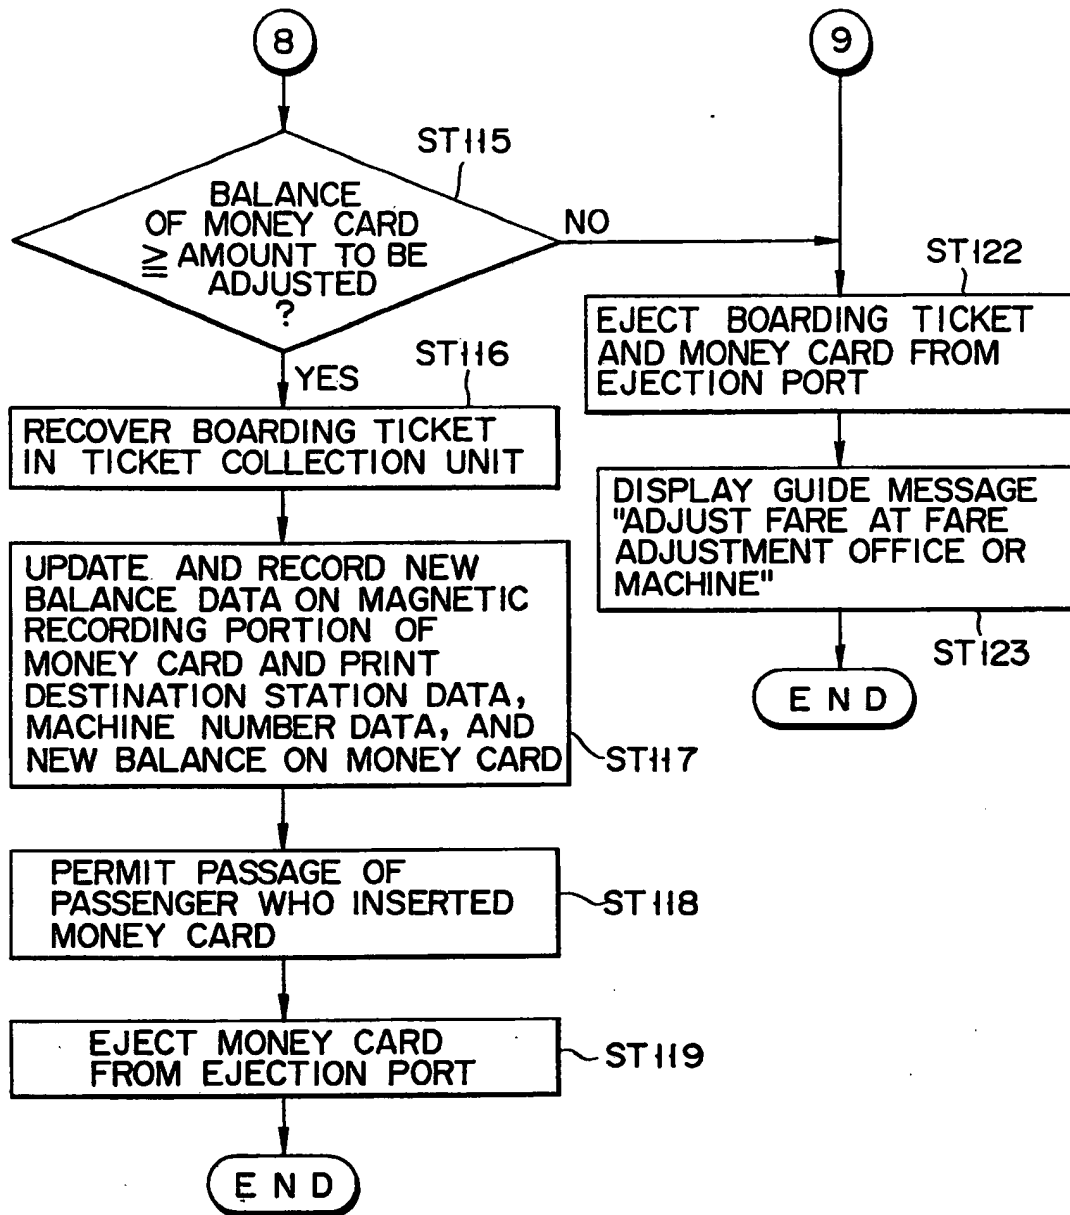 8
ST115
BALANCE
OF MONEY CARD
≧ AMOUNT TO BE
ADJUSTED
?
NO
YES
ST116
RECOVER BOARDING TICKET
IN TICKET COLLECTION UNIT
UPDATE AND RECORD NEW
BALANCE DATA ON MAGNETIC
RECORDING PORTION OF
MONEY CARD AND PRINT
DESTINATION STATION DATA,
MACHINE NUMBER DATA, AND
NEW BALANCE ON MONEY CARD
ST117
PERMIT PASSAGE OF
PASSENGER WHO INSERTED
MONEY CARD
ST118
EJECT MONEY CARD
FROM EJECTION PORT
ST119
END
9
ST122
EJECT BOARDING TICKET
AND MONEY CARD FROM
EJECTION PORT
DISPLAY GUIDE MESSAGE
"ADJUST FARE AT FARE
ADJUSTMENT OFFICE OR
MACHINE"
ST123
END